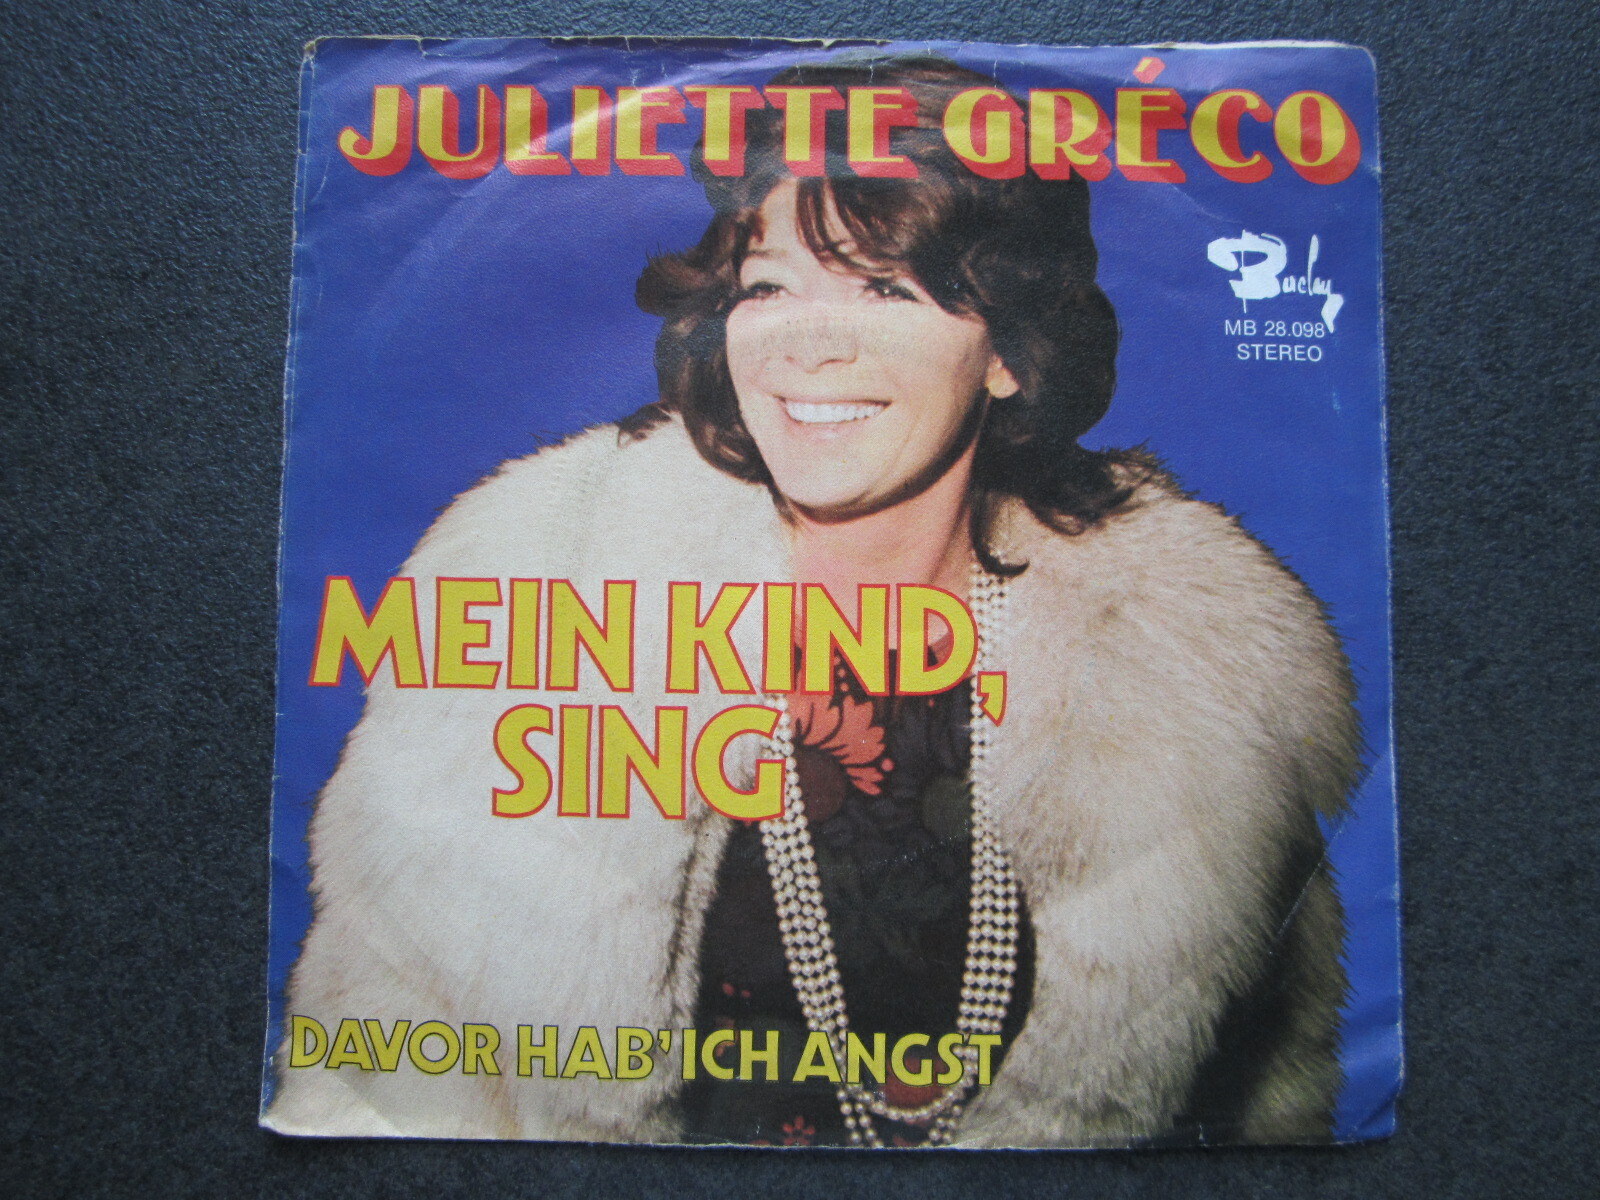 JULIETTE GRÉCO
Barclay
MB 28.098
STEREO
MEIN KIND,
SING
DAVOR HAB' ICH ANGST